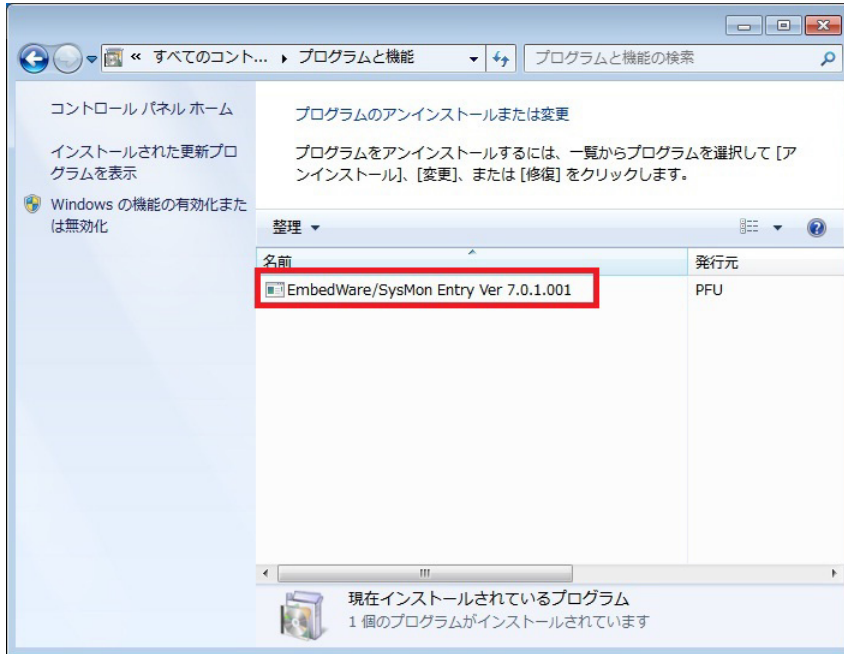 « すべてのコント... ▸ プログラムと機能
プログラムと機能の検索
コントロール パネル ホーム
インストールされた更新プロ
グラムを表示
Windows の機能の有効化また
は無効化
プログラムのアンインストールまたは変更
プログラムをアンインストールするには、一覧からプログラムを選択して [ア
ンインストール]、[変更]、または [修復] をクリックします。
整理 ▼
名前
発行元
EmbedWare/SysMon Entry Ver 7.0.1.001
PFU
現在インストールされているプログラム
1 個のプログラムがインストールされています